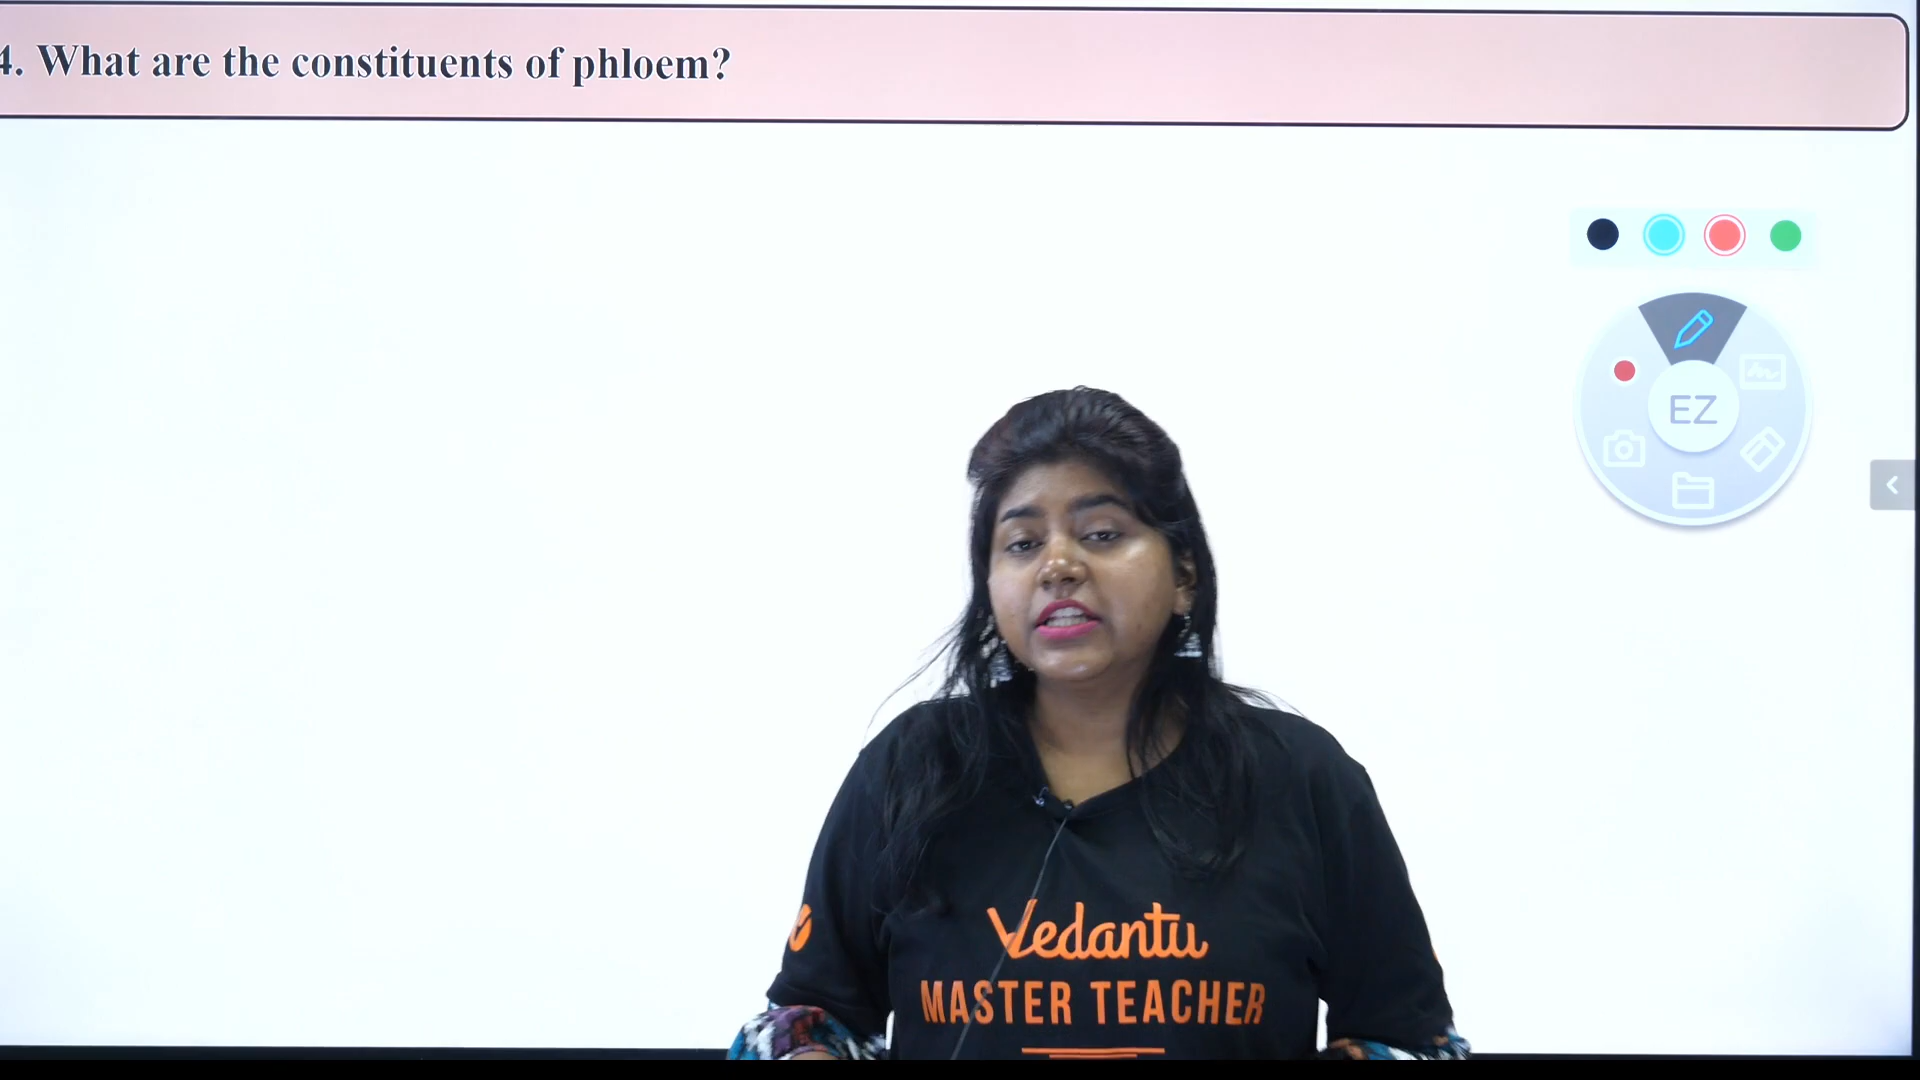 4. What are the constituents of phloem?
EZ
Vedantu
MASTER TEACHER